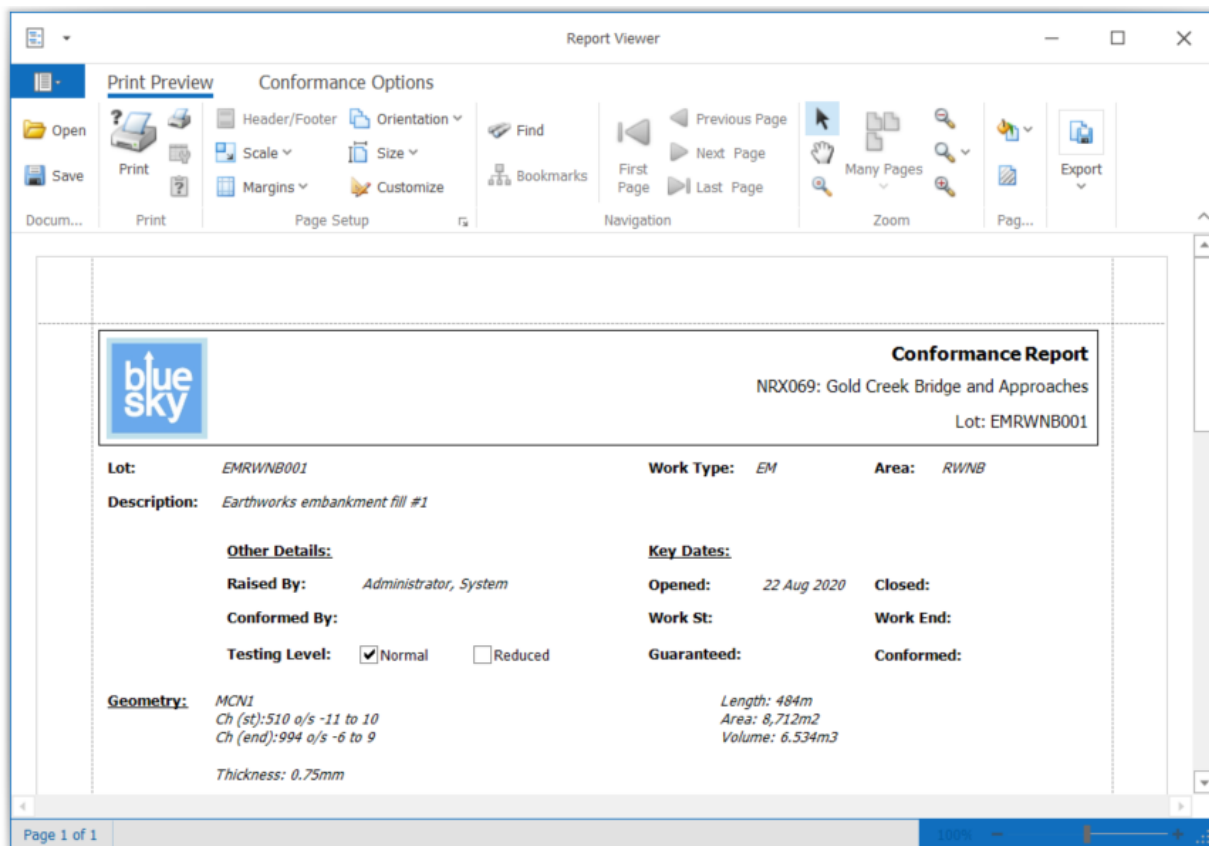 Report Viewer
Print Preview Conformance Options
Open
Save
Docum...
Print
Print
Header/Footer Orientation
Scale Size
Margins Customize
Page Setup
Find
Bookmarks
First Page
Previous Page
Next Page
Last Page
Navigation
Many Pages
Zoom
Pag...
Export
blue
sky
Conformance Report
NRX069: Gold Creek Bridge and Approaches
Lot: EMRWNB001
Lot: EMRWNB001 Work Type: EM Area: RWNB
Description: Earthworks embankment fill #1
Other Details: Key Dates:
Raised By: Administrator, System Opened: 22 Aug 2020 Closed:
Conformed By: Work St: Work End:
Testing Level: Normal Reduced Guaranteed: Conformed:
Geometry: MCN1 Length: 484m
Ch (st):510 o/s -11 to 10 Area: 8,712m2
Ch (end):994 o/s -6 to 9 Volume: 6.534m3
Thickness: 0.75mm
Page 1 of 1 100%